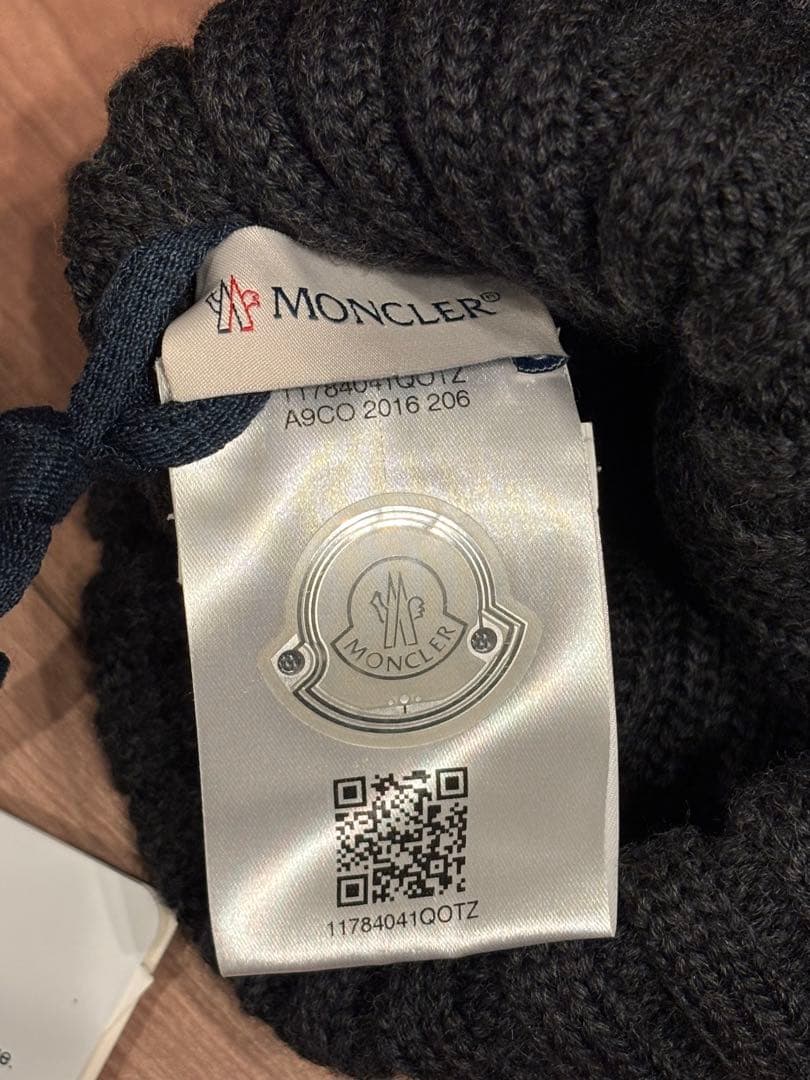 MONCLER®
11784041QOTZ
A9CO 2016 206
MONCLER
11784041QOTZ
e.